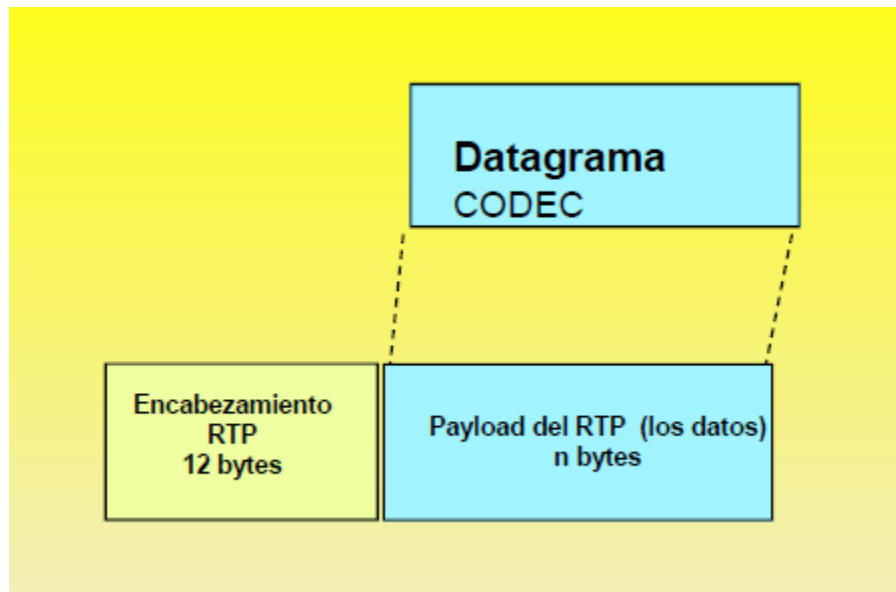 Datagrama
CODEC
Encabezamiento
RTP
12 bytes
Payload del RTP (los datos)
n bytes